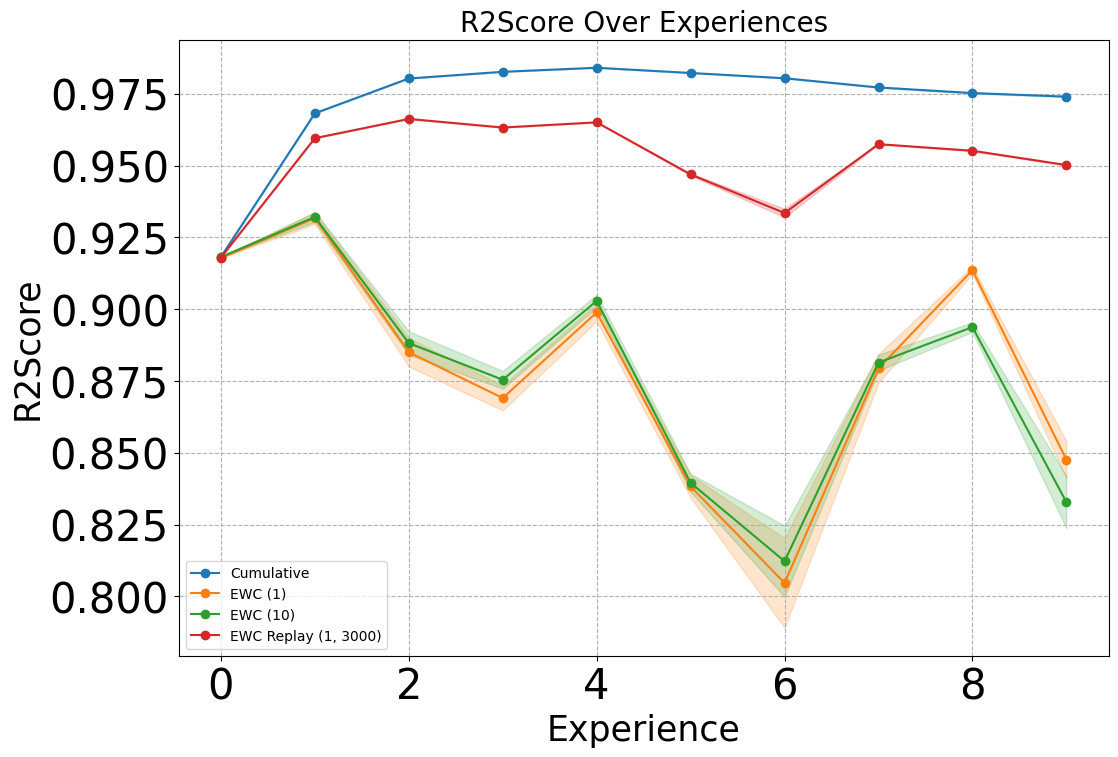 R2Score Over Experiences
R2Score
0.975
0.950
0.925
0.900
0.875
0.850
0.825
0.800
Cumulative
EWC (1)
EWC (10)
EWC Replay (1, 3000)
0 2 4 6 8
Experience